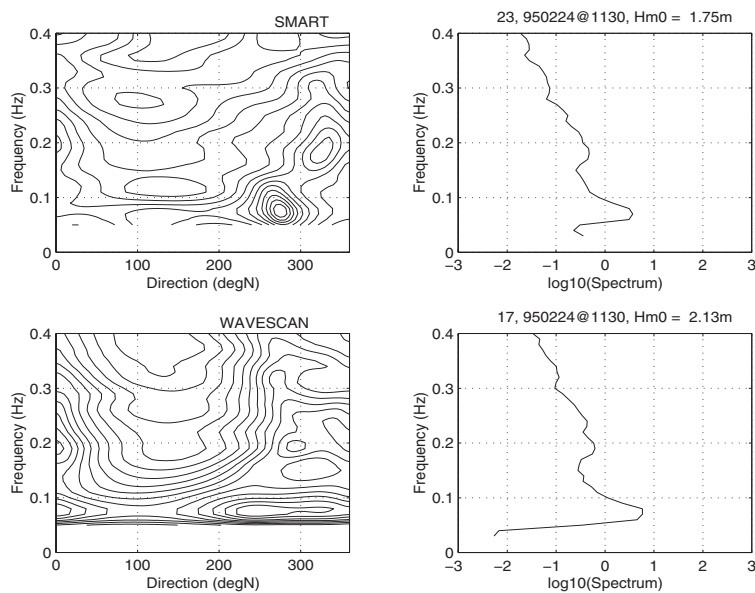 SMART
0.4
0.3
0.2
0.1
0
Frequency (Hz)
0 100 200 300
Direction (degN)
23, 950224@1130, Hm0 = 1.75m
0.4
0.3
0.2
0.1
0
Frequency (Hz)
−3 −2 −1 0 1 2 3
log10(Spectrum)
WAVESCAN
0.4
0.3
0.2
0.1
0
Frequency (Hz)
0 100 200 300
Direction (degN)
17, 950224@1130, Hm0 = 2.13m
0.4
0.3
0.2
0.1
0
Frequency (Hz)
−3 −2 −1 0 1 2 3
log10(Spectrum)